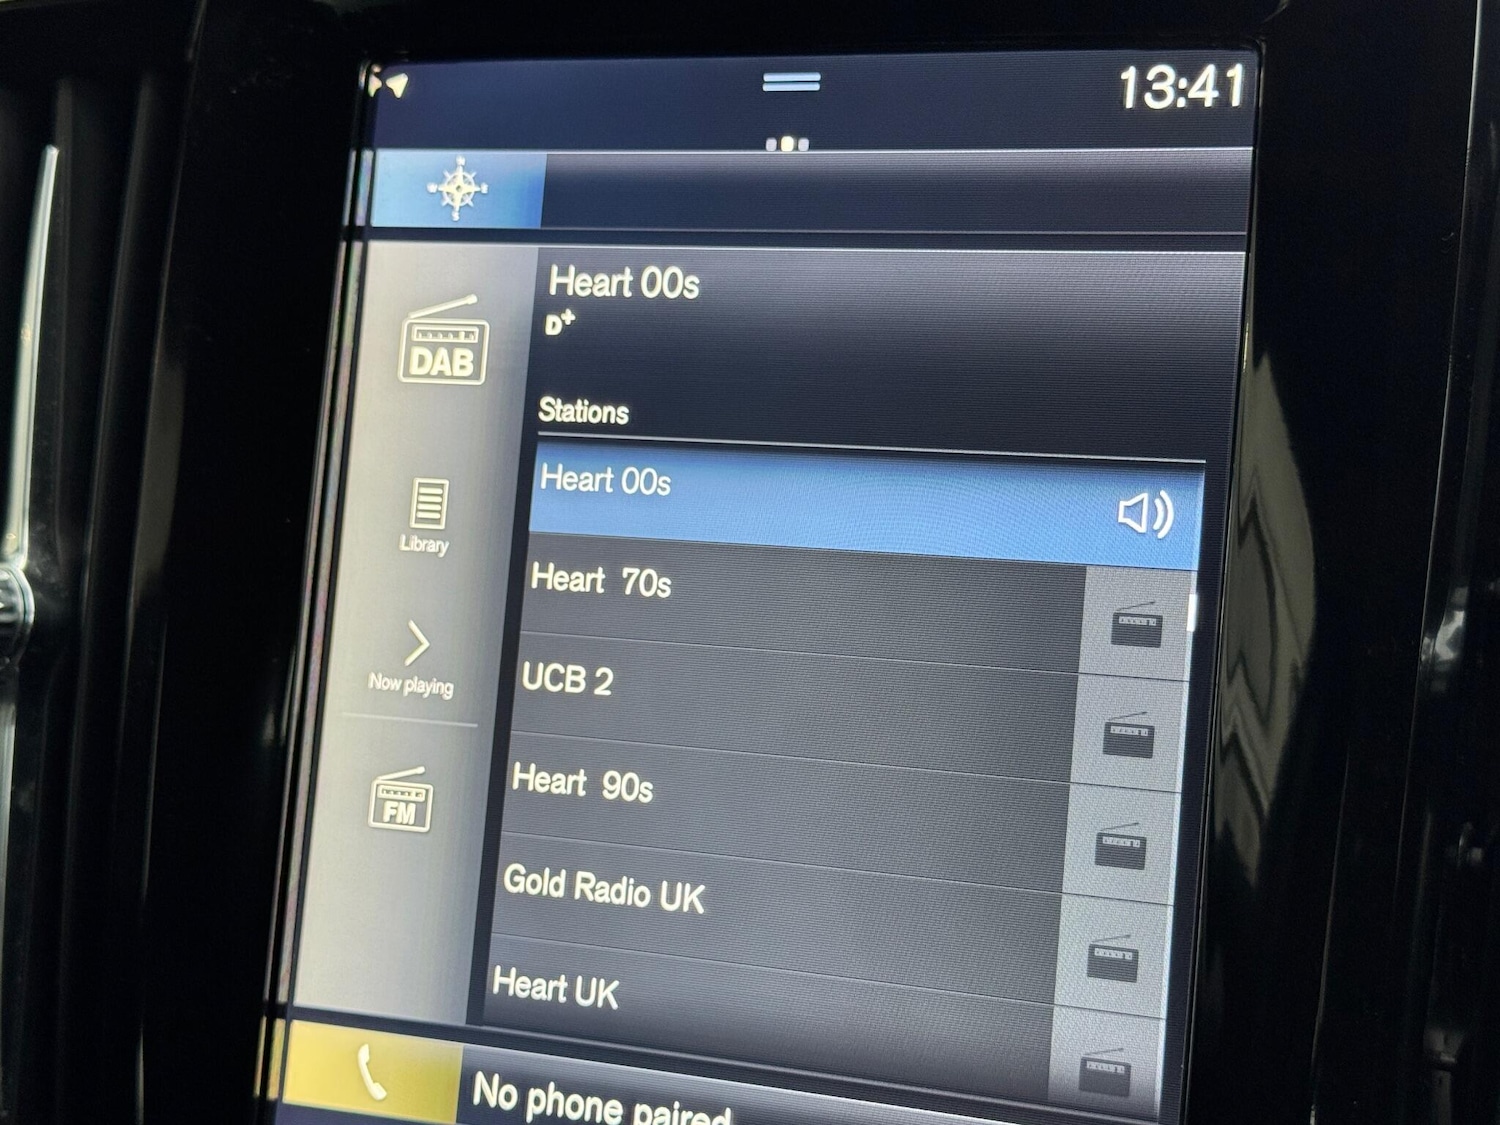 13:41
Heart 00s
D+
DAB
Stations
Heart 00s
Library
Heart 70s
UCB 2
Now playing
Heart 90s
FM
Gold Radio UK
Heart UK
No phone paired